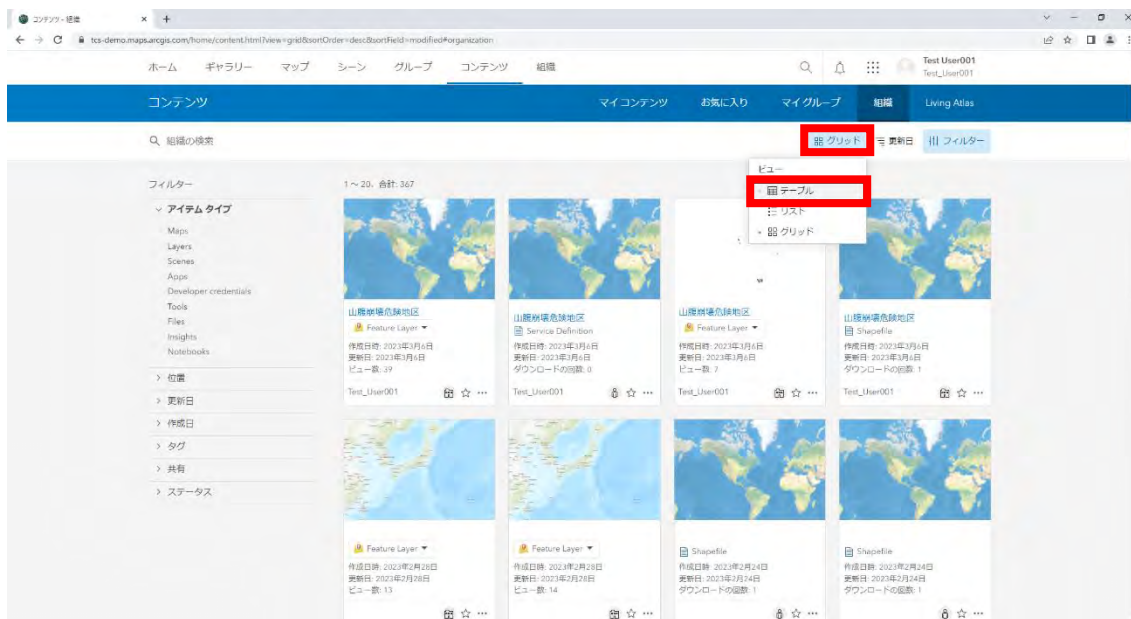 コンテンツ - 組織
tcs-demo.maps.arcgis.com/home/content.html?view=grid&sortOrder=desc&sortField=modified#organization
ホーム ギャラリー マップ シーン グループ コンテンツ 組織
Test User001
Test_User001
コンテンツ マイ コンテンツ お気に入り マイ グループ 組織 Living Atlas
組織の検索 グリッド 更新日 フィルター
ビュー
テーブル
リスト
グリッド
フィルター
アイテム タイプ
Maps
Layers
Scenes
Apps
Developer credentials
Tools
Files
Insights
Notebooks
位置
更新日
作成日
タグ
共有
ステータス
1 ~ 20、合計: 367
山腹崩壊危険地区
Feature Layer
作成日時: 2023年3月6日
更新日: 2023年3月6日
ビュー数: 39
Test_User001
山腹崩壊危険地区
Service Definition
作成日時: 2023年3月6日
更新日: 2023年3月6日
ダウンロードの回数: 0
Test_User001
山腹崩壊危険地区
Feature Layer
作成日時: 2023年3月6日
更新日: 2023年3月6日
ビュー数: 7
Test_User001
山腹崩壊危険地区
Shapefile
作成日時: 2023年3月6日
更新日: 2023年3月6日
ダウンロードの回数: 1
Test_User001
Feature Layer
作成日時: 2023年2月28日
更新日: 2023年2月28日
ビュー数: 13
Feature Layer
作成日時: 2023年2月28日
更新日: 2023年2月28日
ビュー数: 14
Shapefile
作成日時: 2023年2月24日
更新日: 2023年2月24日
ダウンロードの回数: 1
Shapefile
作成日時: 2023年2月24日
更新日: 2023年2月24日
ダウンロードの回数: 1